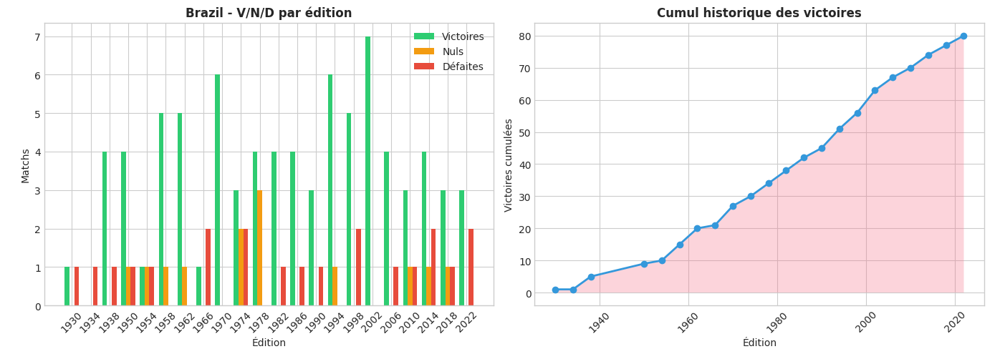 Brazil - V/N/D par édition
Matchs
7
6
5
4
3
2
1
0
Victoires
Nuls
Défaites
1930 1934 1938 1950 1954 1958 1962 1966 1970 1974 1978 1982 1986 1990 1994 1998 2002 2006 2010 2014 2018 2022
Édition
Cumul historique des victoires
Victoires cumulées
80
70
60
50
40
30
20
10
0
1940 1960 1980 2000 2020
Édition